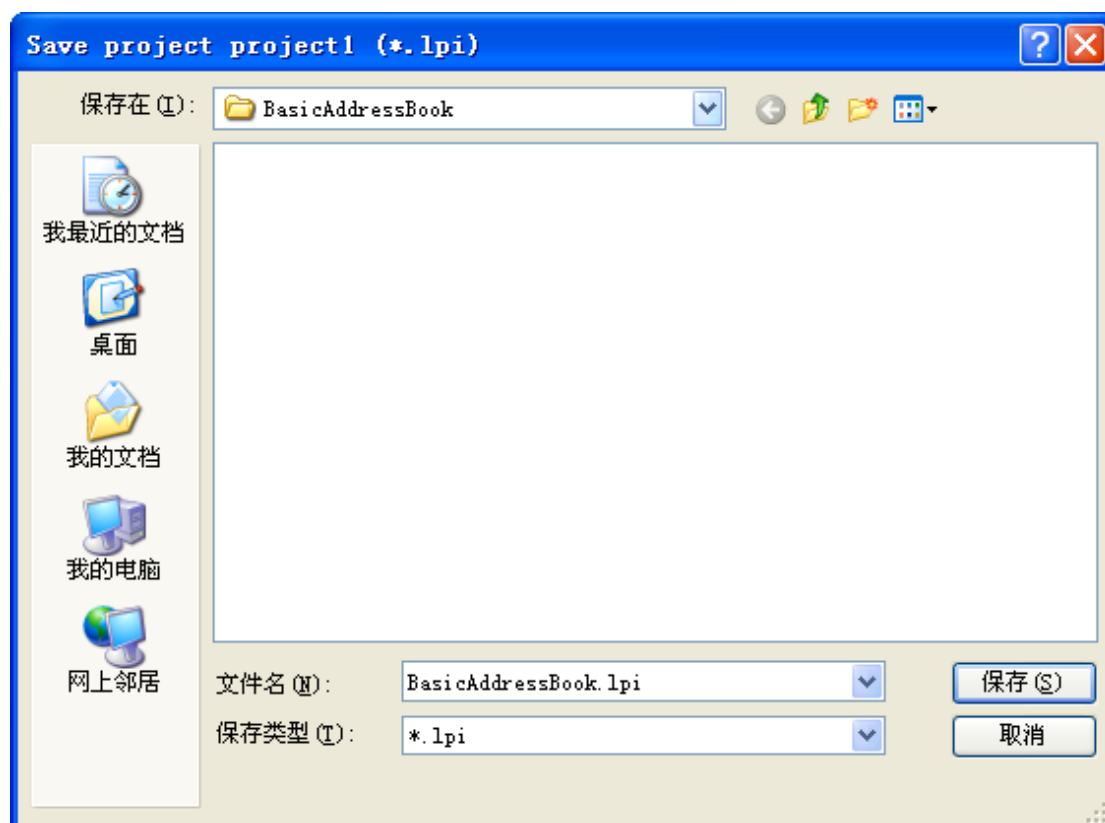 Save project project1 (*.lpi)
保存在(I):
BasicAddressBook
我最近的文档
桌面
我的文档
我的电脑
网上邻居
文件名(N):
BasicAddressBook.lpi
保存(S)
保存类型(T):
*.lpi
取消